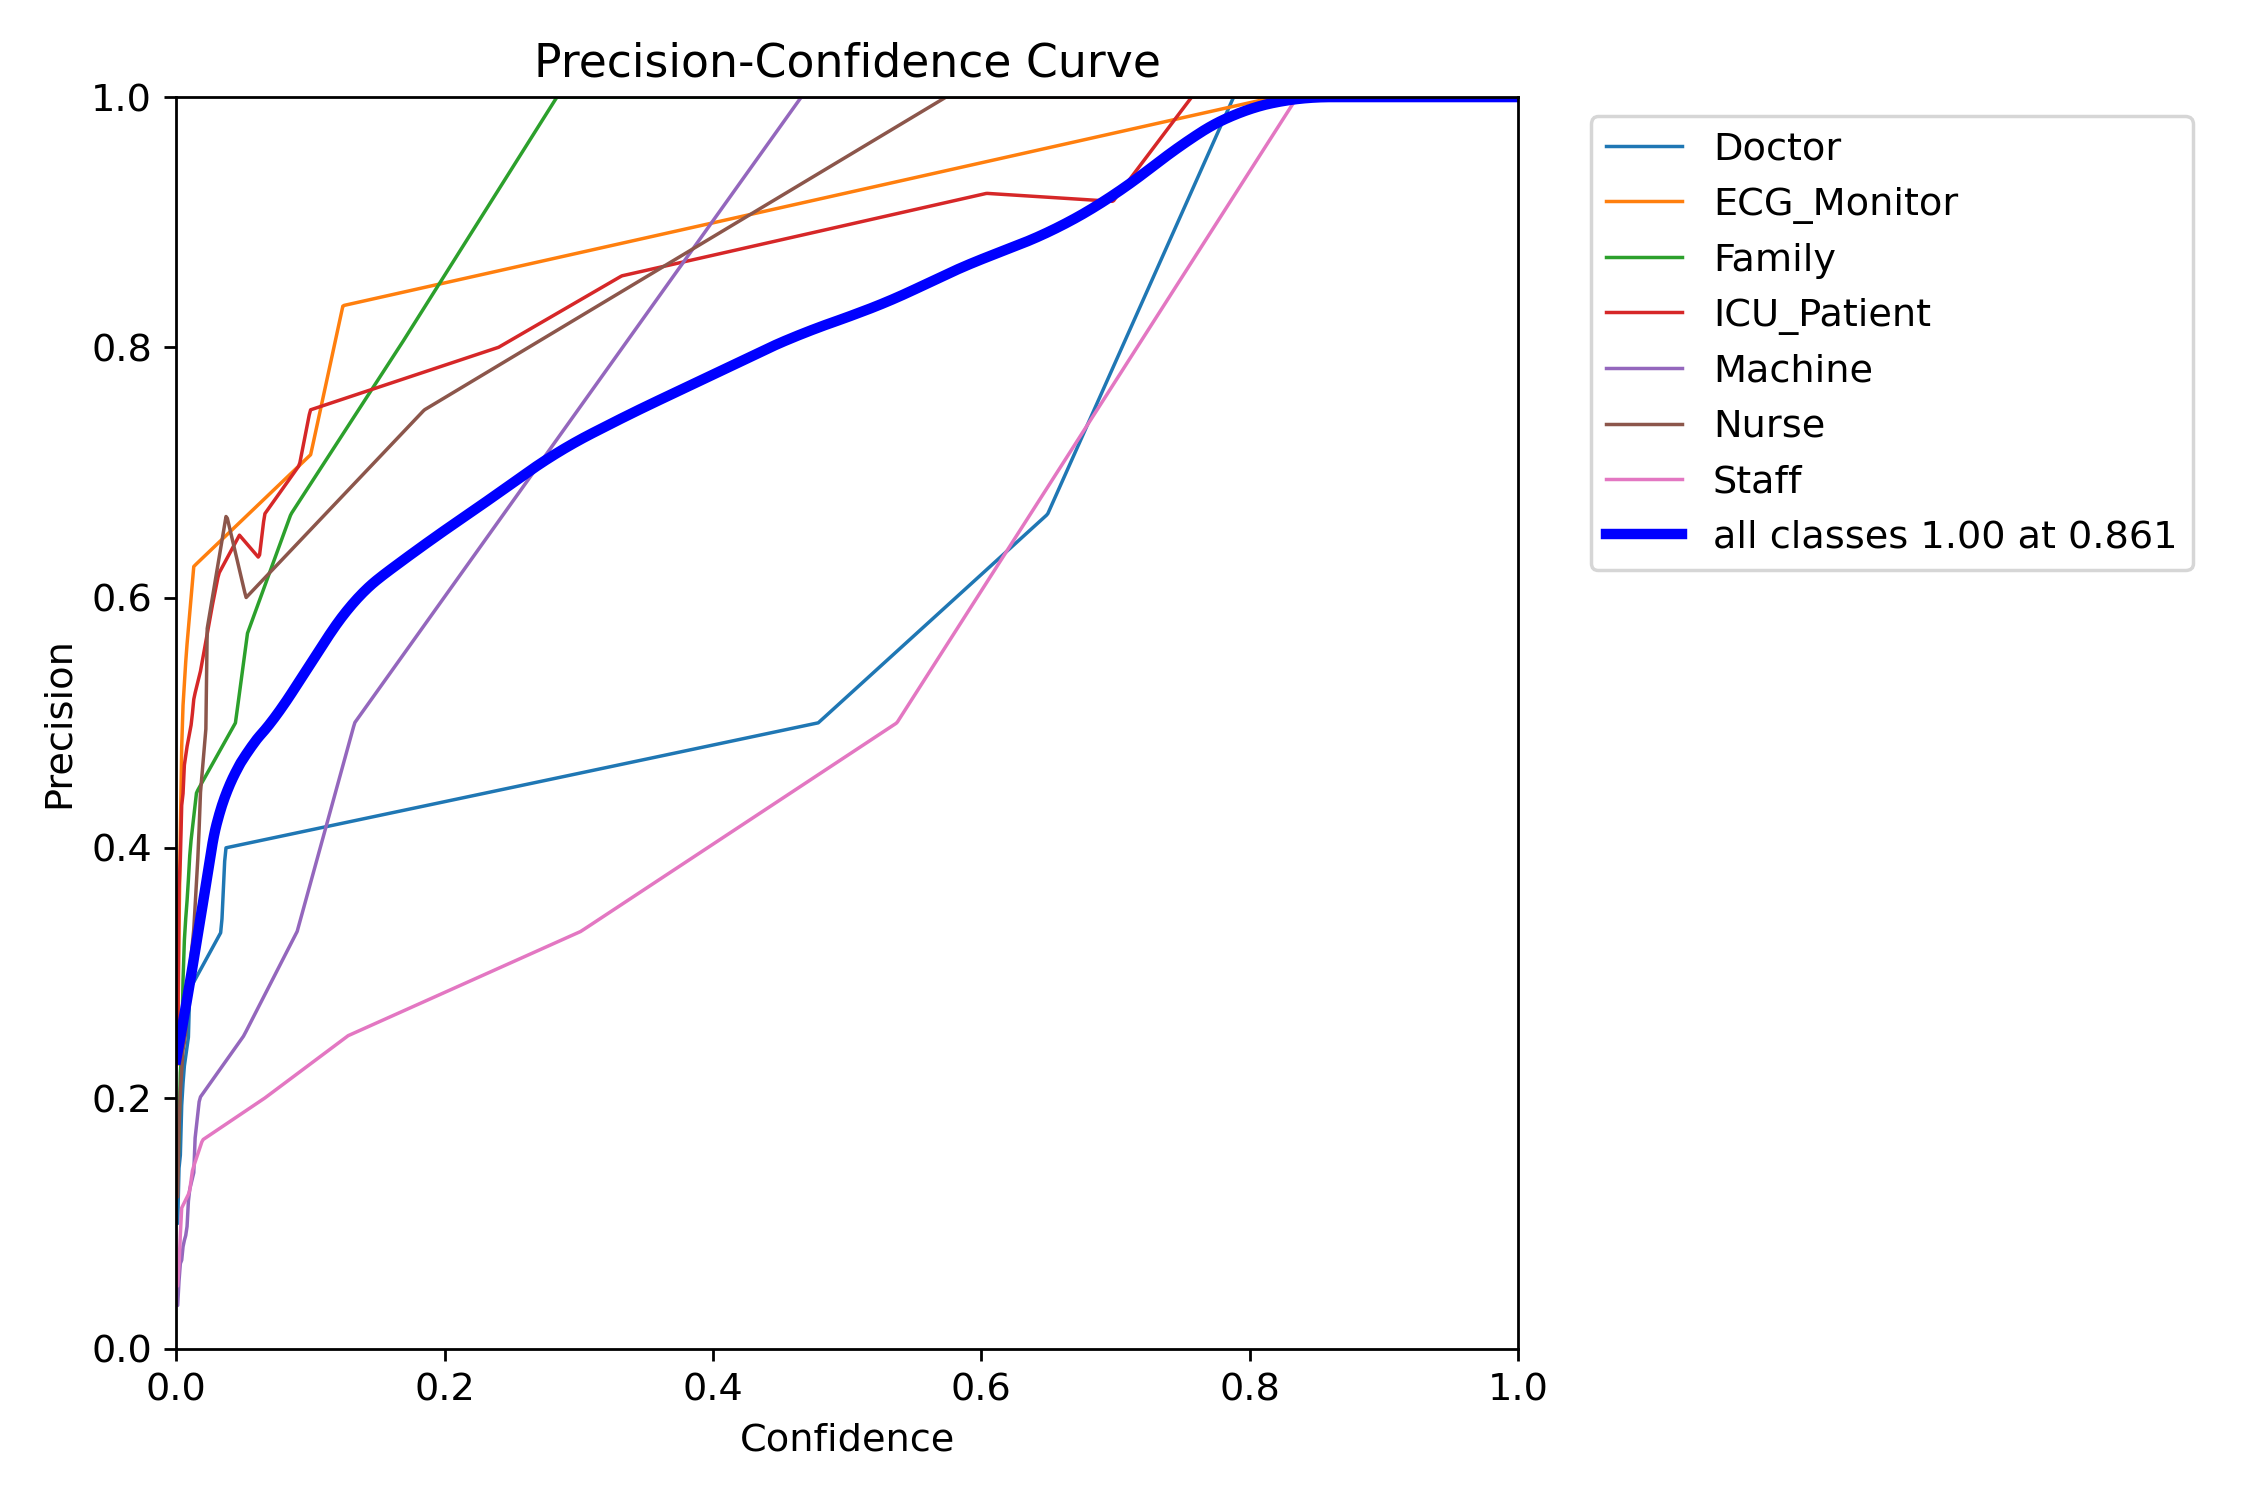 Precision-Confidence Curve
1.0
0.8
0.6
0.4
0.2
0.0
Precision
0.0 0.2 0.4 0.6 0.8 1.0
Confidence
Doctor
ECG_Monitor
Family
ICU_Patient
Machine
Nurse
Staff
all classes 1.00 at 0.861